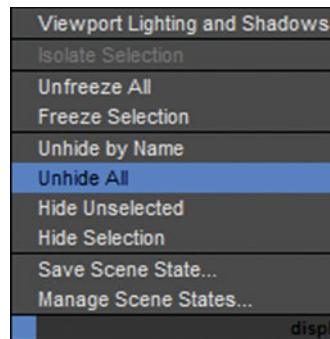 Viewport Lighting and Shadows
Isolate Selection
Unfreeze All
Freeze Selection
Unhide by Name
Unhide All
Hide Unselected
Hide Selection
Save Scene State...
Manage Scene States...